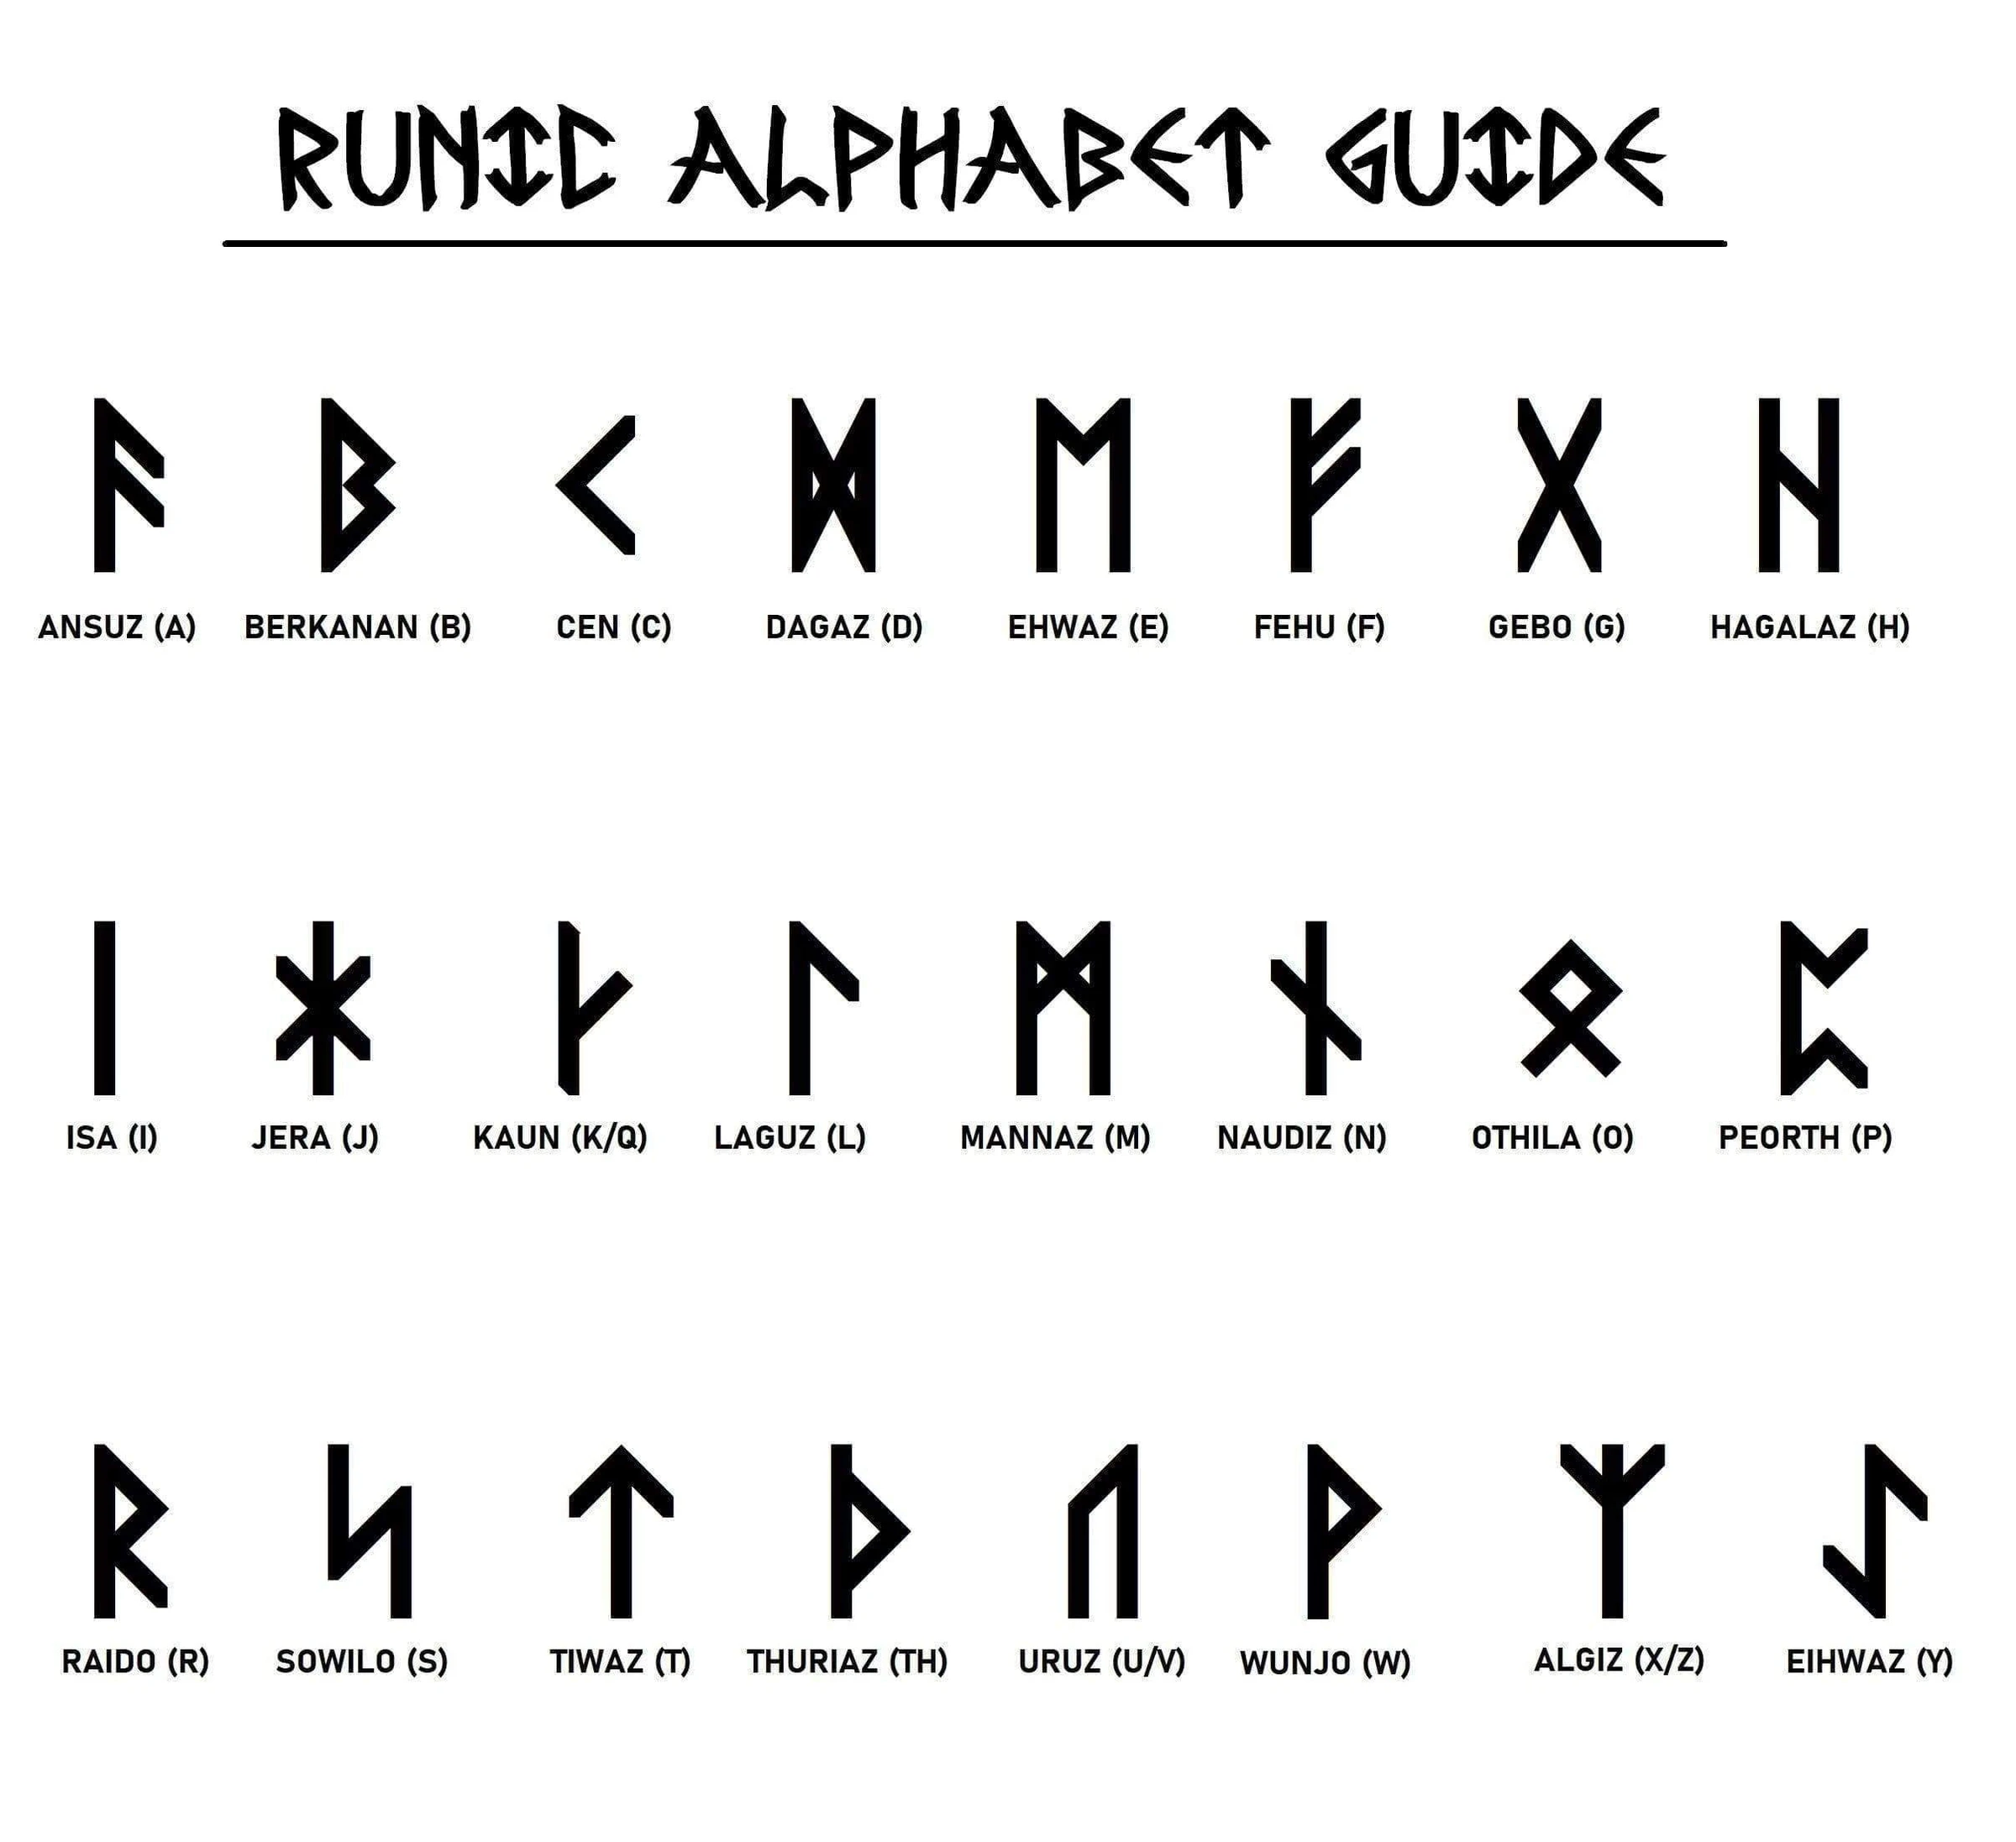 RUNIC ALPHABET GUIDE
ᚨ ᛒ ᚲ ᛞ ᛖ ᚠ ᚷ ᚺ
ANSUZ (A) BERKANAN (B) CEN (C) DAGAZ (D) EHWAZ (E) FEHU (F) GEBO (G) HAGALAZ (H)
ᛁ ᛡ ᚴ ᛚ ᛗ ᚾ ᛟ ᛈ
ISA (I) JERA (J) KAUN (K/Q) LAGUZ (L) MANNAZ (M) NAUDIZ (N) OTHILA (O) PEORTH (P)
ᚱ ᛋ ᛏ ᚦ ᚢ ᚹ ᛉ ᛇ
RAIDO (R) SOWILO (S) TIWAZ (T) THURIAZ (TH) URUZ (U/V) WUNJO (W) ALGIZ (X/Z) EIHWAZ (Y)